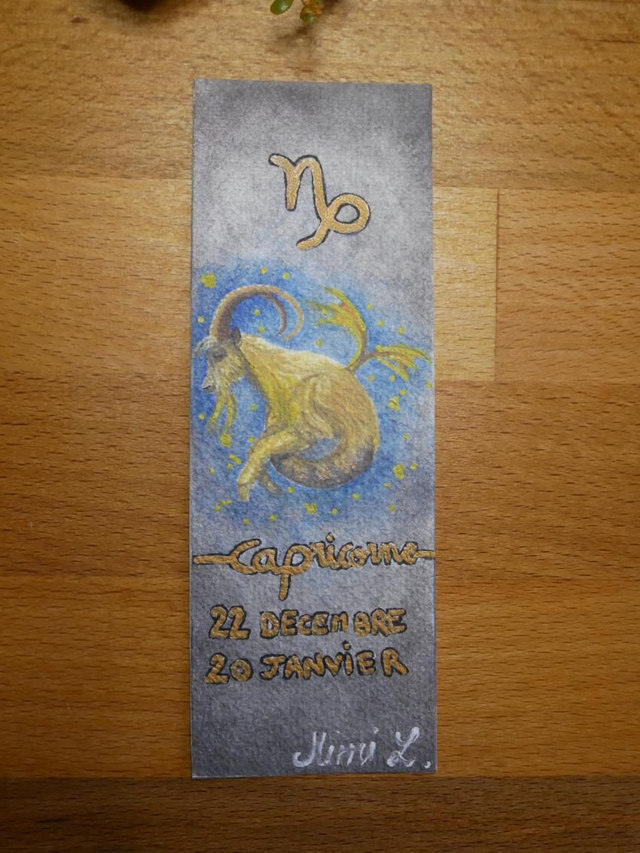 ♑
Capricorne
22 DECEMBRE
20 JANViER
Mimi L.